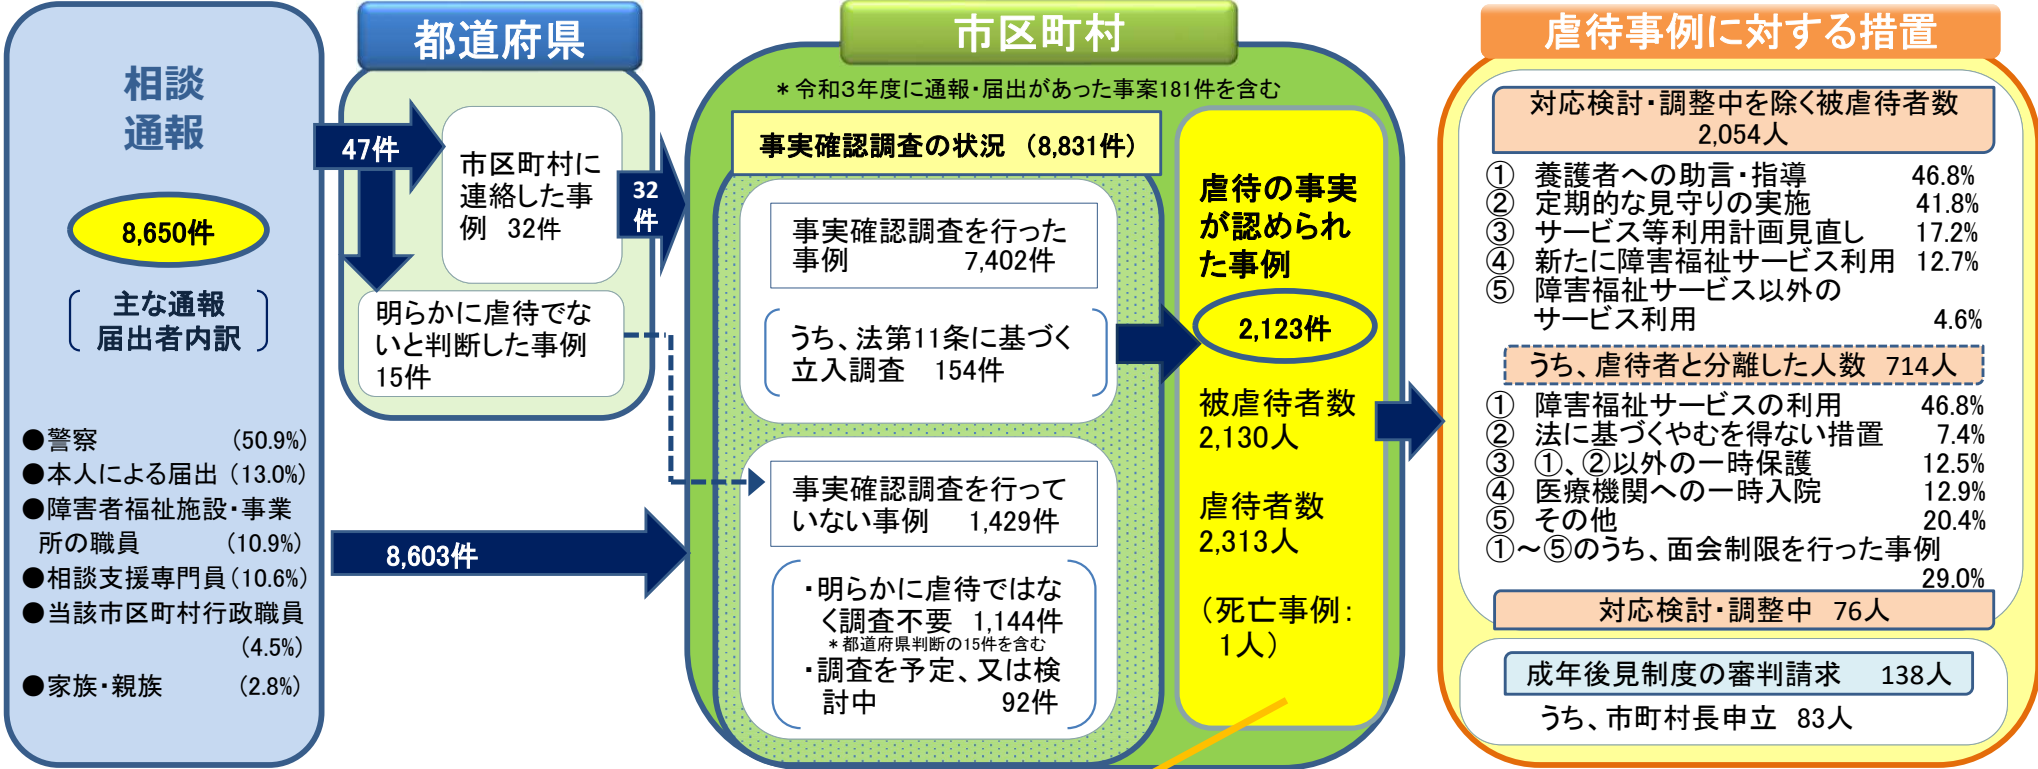 相談
通報
8,650件
主な通報
届出者内訳
●警察 (50.9%)
●本人による届出 (13.0%)
●障害者福祉施設・事業
所の職員 (10.9%)
●相談支援専門員(10.6%)
●当該市区町村行政職員
(4.5%)
●家族・親族 (2.8%)
都道府県
47件
市区町村に
連絡した事
例 32件
32
件
明らかに虐待でな
いと判断した事例
15件
8,603件
市区町村
*令和3年度に通報・届出があった事案181件を含む
事実確認調査の状況 (8,831件)
事実確認調査を行った
事例 7,402件
うち、法第11条に基づく
立入調査 154件
事実確認調査を行って
いない事例 1,429件
・明らかに虐待ではな
く調査不要 1,144件
*都道府県判断の15件を含む
・調査を予定、又は検
討中 92件
虐待の事実
が認められ
た事例
2,123件
被虐待者数
2,130人
虐待者数
2,313人
(死亡事例:
1人)
虐待事例に対する措置
対応検討・調整中を除く被虐待者数
2,054人
① 養護者への助言・指導 46.8%
② 定期的な見守りの実施 41.8%
③ サービス等利用計画見直し 17.2%
④ 新たに障害福祉サービス利用 12.7%
⑤ 障害福祉サービス以外の
サービス利用 4.6%
うち、虐待者と分離した人数 714人
① 障害福祉サービスの利用 46.8%
② 法に基づくやむを得ない措置 7.4%
③ ①、②以外の一時保護 12.5%
④ 医療機関への一時入院 12.9%
⑤ その他 20.4%
①～⑤のうち、面会制限を行った事例
29.0%
対応検討・調整中 76人
成年後見制度の審判請求 138人
うち、市町村長申立 83人